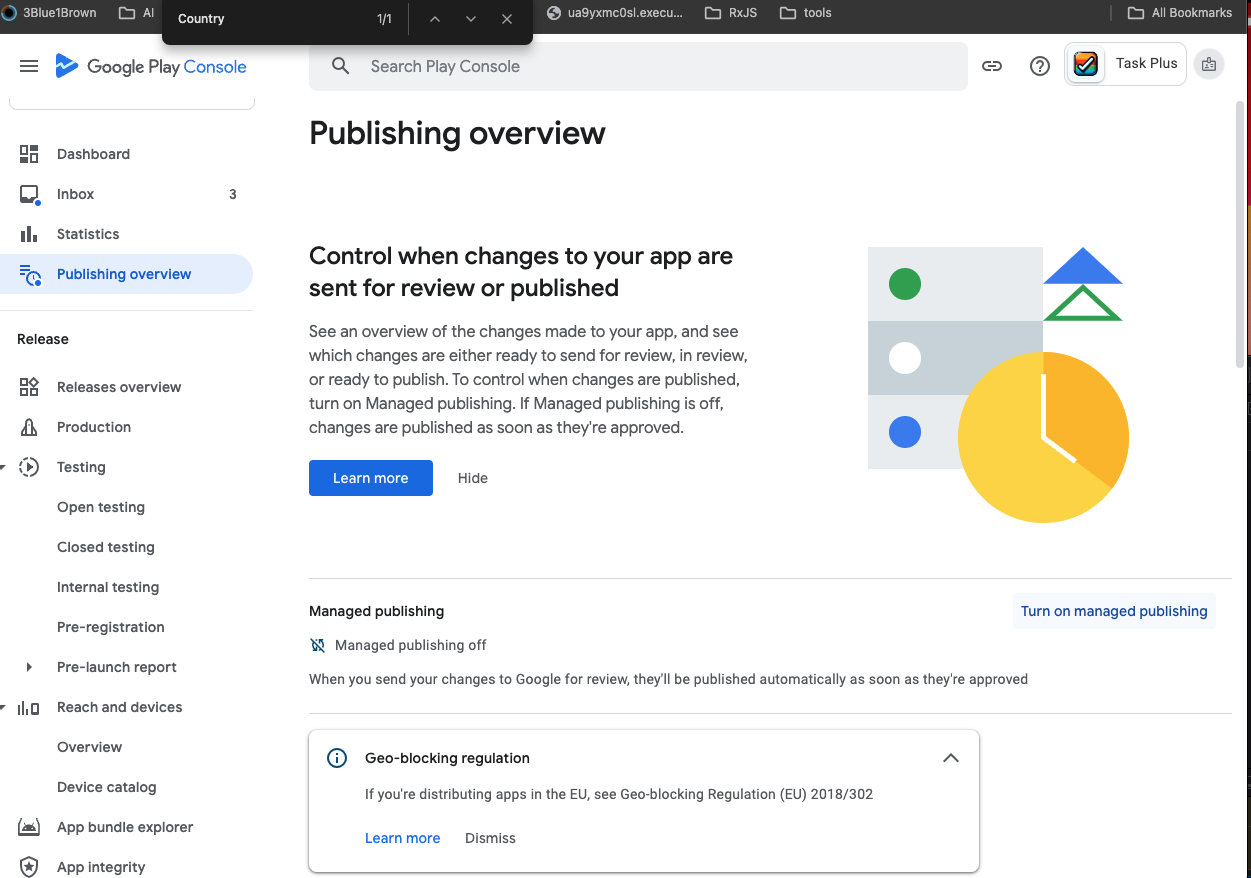 3Blue1Brown
AI
Country
1/1
ua9yxmc0sl.execu...
RxJS
tools
All Bookmarks
Google Play Console
Search Play Console
Task Plus
Dashboard
Inbox
3
Statistics
Publishing overview
Release
Releases overview
Production
Testing
Open testing
Closed testing
Internal testing
Pre-registration
Pre-launch report
Reach and devices
Overview
Device catalog
App bundle explorer
App integrity
Publishing overview
Control when changes to your app are
sent for review or published
See an overview of the changes made to your app, and see
which changes are either ready to send for review, in review,
or ready to publish. To control when changes are published,
turn on Managed publishing. If Managed publishing is off,
changes are published as soon as they're approved.
Learn more
Hide
Managed publishing
Turn on managed publishing
Managed publishing off
When you send your changes to Google for review, they'll be published automatically as soon as they're approved
Geo-blocking regulation
If you're distributing apps in the EU, see Geo-blocking Regulation (EU) 2018/302
Learn more
Dismiss